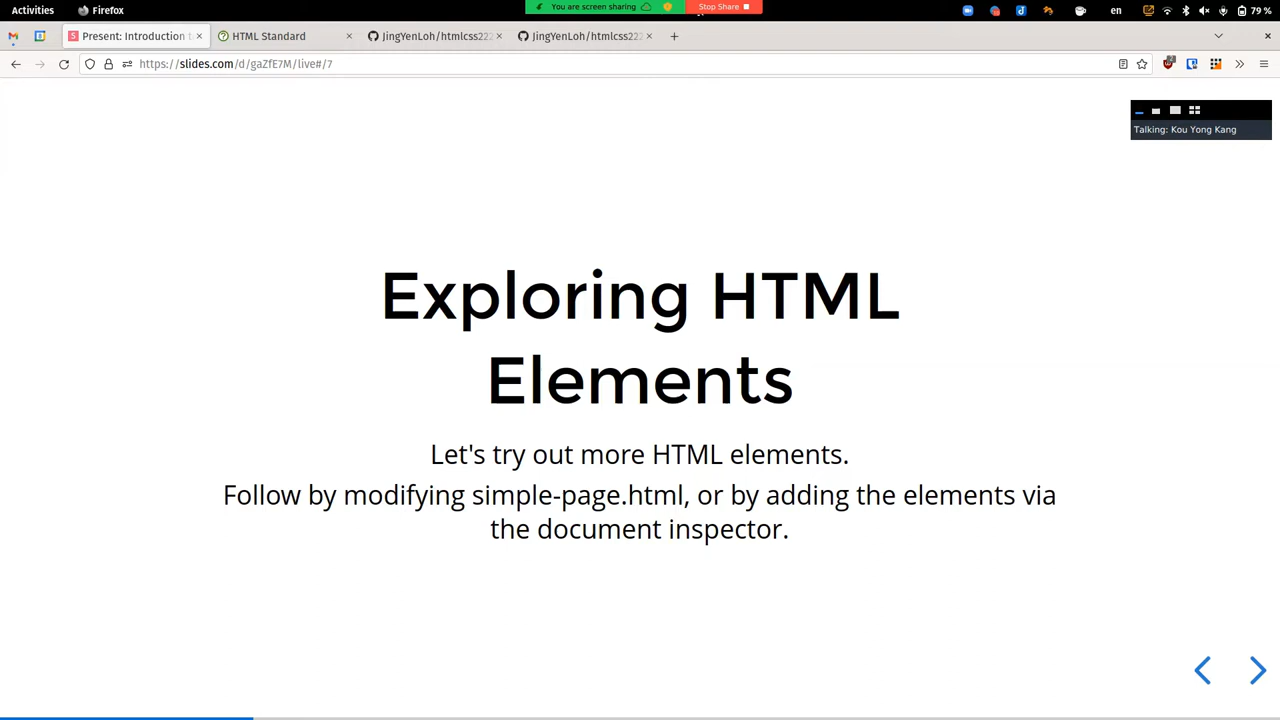 Activities
Firefox
You are screen sharing
Stop Share
en
79 %
Present: Introduction t
HTML Standard
JingYenLoh/htmlcss222
JingYenLoh/htmlcss222
https://slides.com/d/gaZfE7M/live#/7
Talking: Kou Yong Kang
Exploring HTML
Elements
Let's try out more HTML elements.
Follow by modifying simple-page.html, or by adding the elements via
the document inspector.